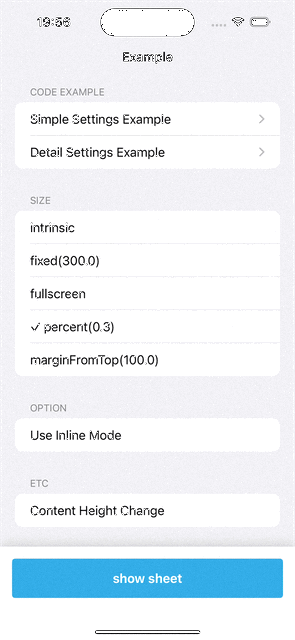 19:56
Example
CODE EXAMPLE
Simple Settings Example
Detail Settings Example
SIZE
intrinsic
fixed(300.0)
fullscreen
✓ percent(0.3)
marginFromTop(100.0)
OPTION
Use Inline Mode
ETC
Content Height Change
show sheet